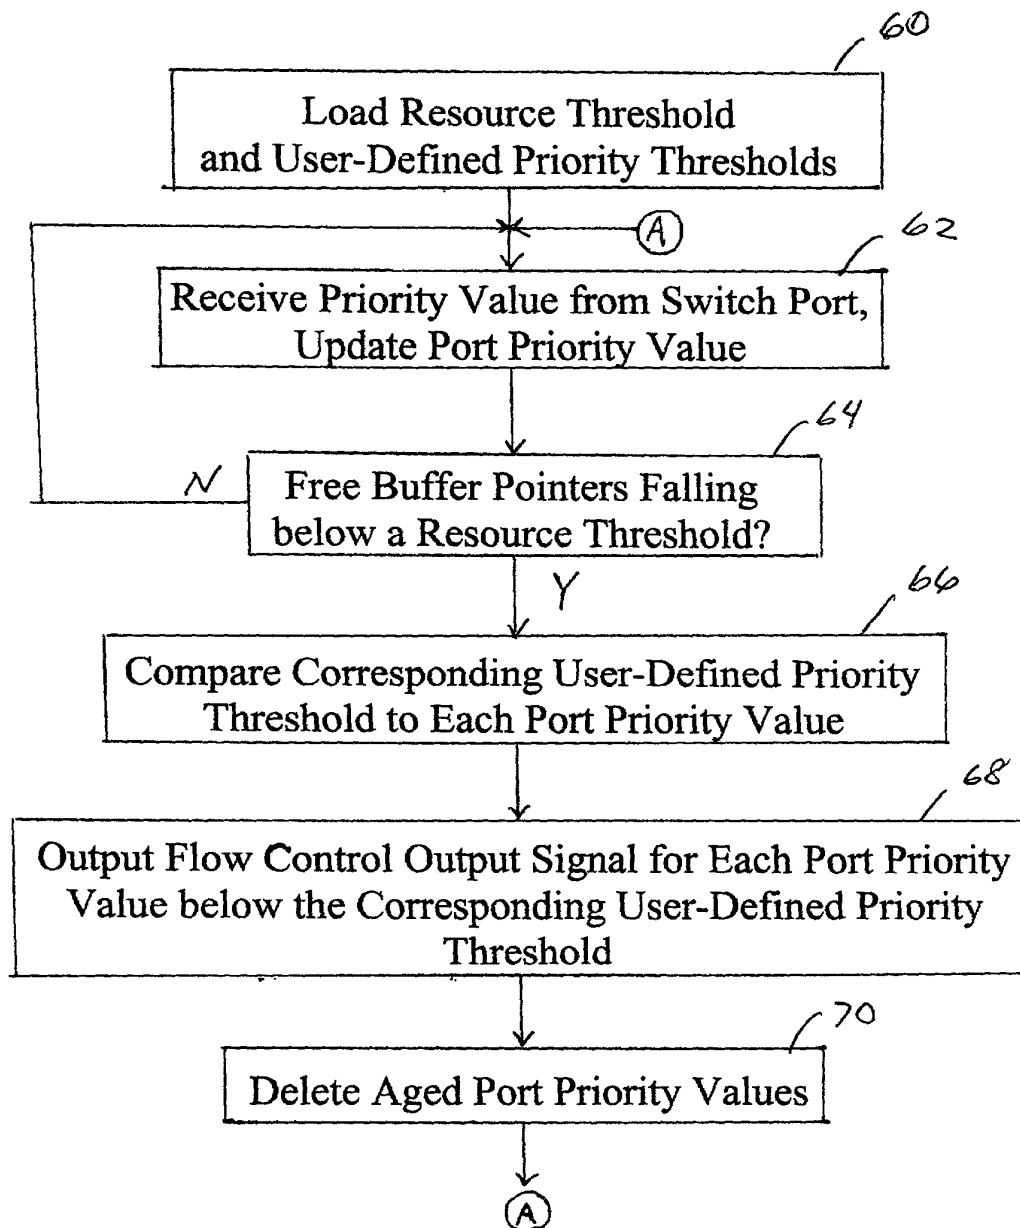 60
Load Resource Threshold
and User-Defined Priority Thresholds
A
62
Receive Priority Value from Switch Port,
Update Port Priority Value
64
N
Free Buffer Pointers Falling
below a Resource Threshold?
Y
66
Compare Corresponding User-Defined Priority
Threshold to Each Port Priority Value
68
Output Flow Control Output Signal for Each Port Priority
Value below the Corresponding User-Defined Priority
Threshold
70
Delete Aged Port Priority Values
A